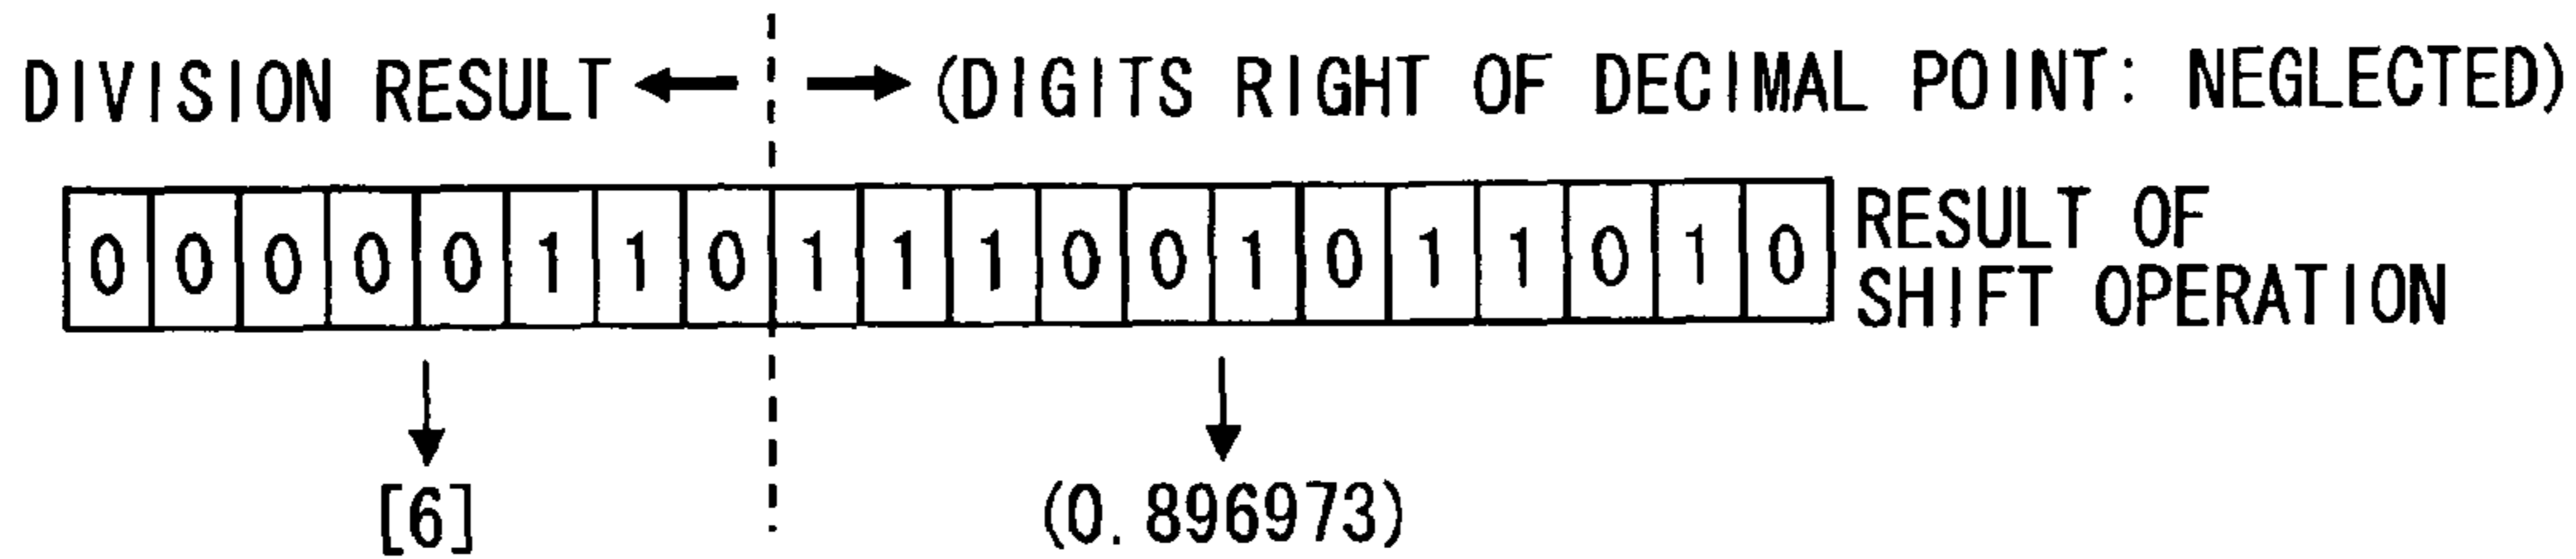 DIVISION RESULT ← → (DIGITS RIGHT OF DECIMAL POINT: NEGLECTED)
0 0 0 0 0 1 1 0 1 1 1 0 0 1 0 1 1 0 1 0
RESULT OF
SHIFT OPERATION
[6]
(0.896973)